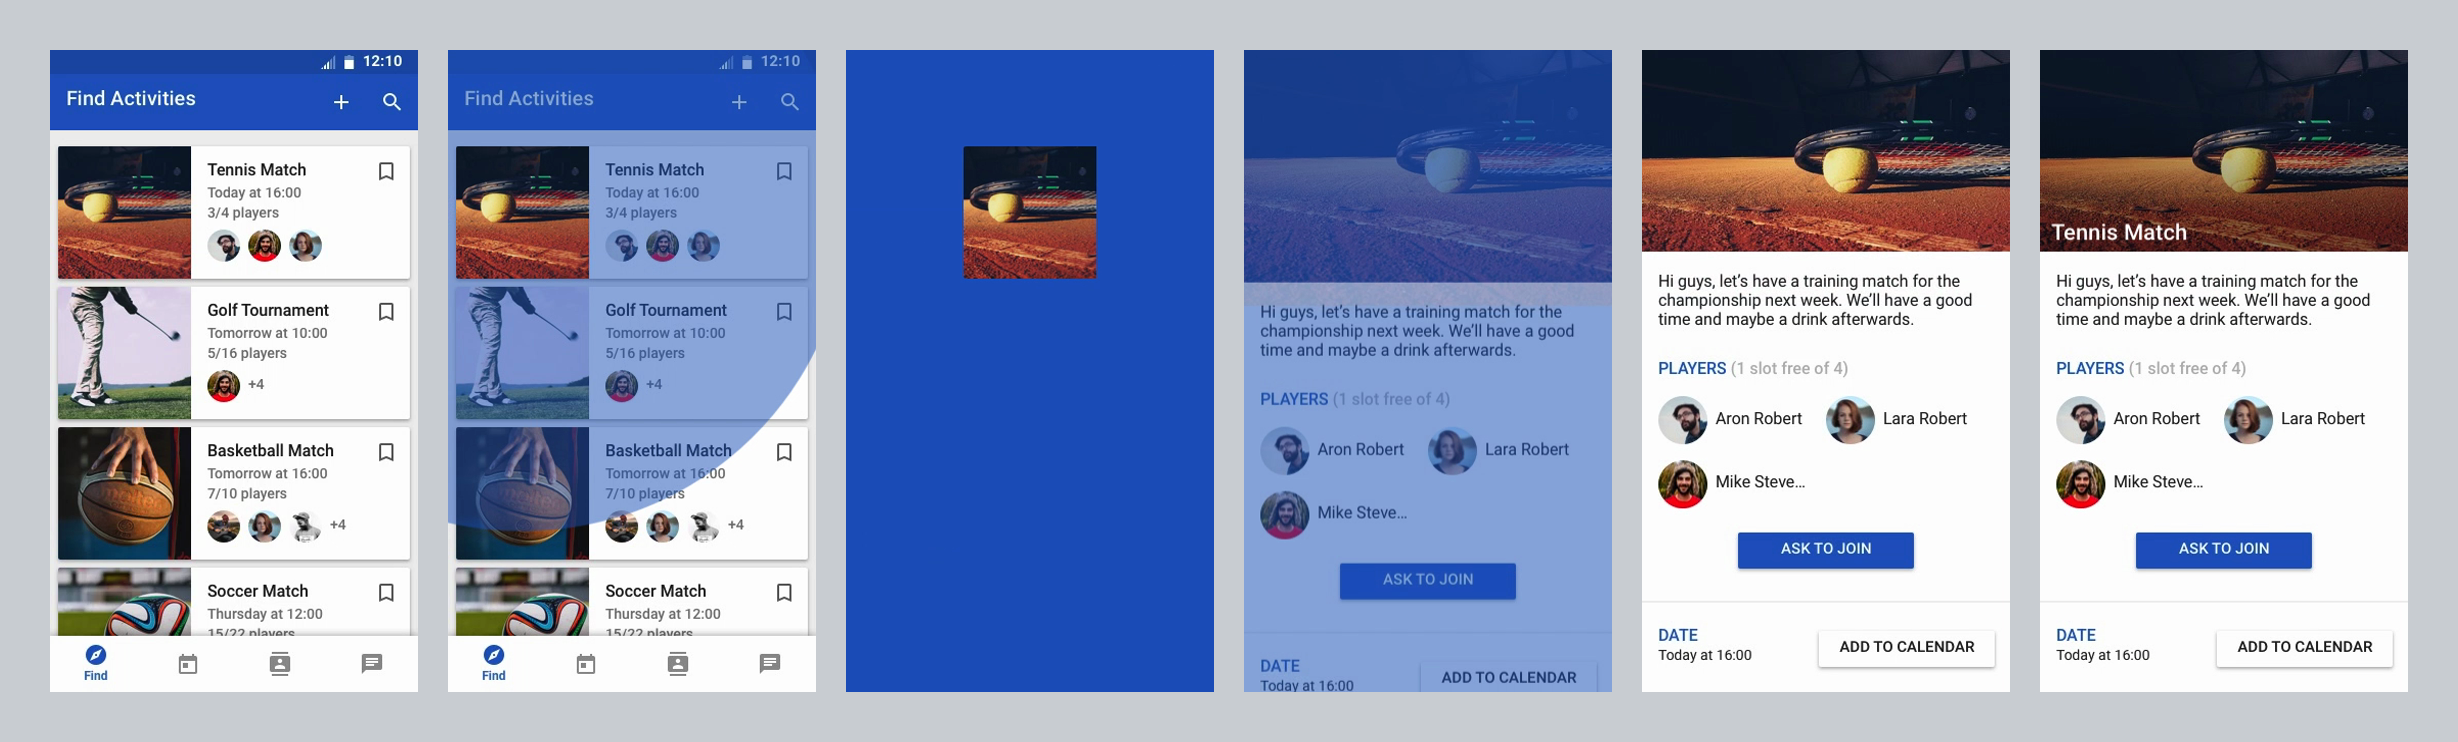 12:10
Find Activities
Tennis Match
Today at 16:00
3/4 players
Golf Tournament
Tomorrow at 10:00
5/16 players
+4
Basketball Match
Tomorrow at 16:00
7/10 players
+4
Soccer Match
Thursday at 12:00
15/22 players
Find
12:10
Find Activities
Tennis Match
Today at 16:00
3/4 players
Golf Tournament
Tomorrow at 10:00
5/16 players
+4
Basketball Match
Tomorrow at 16:00
7/10 players
+4
Soccer Match
Thursday at 12:00
15/22 players
Find
Hi guys, let’s have a training match for the
championship next week. We’ll have a good
time and maybe a drink afterwards.
PLAYERS (1 slot free of 4)
Aron Robert Lara Robert
Mike Steve…
ASK TO JOIN
DATE
Today at 16:00
ADD TO CALENDAR
Hi guys, let’s have a training match for the
championship next week. We’ll have a good
time and maybe a drink afterwards.
PLAYERS (1 slot free of 4)
Aron Robert Lara Robert
Mike Steve…
ASK TO JOIN
DATE
Today at 16:00
ADD TO CALENDAR
Tennis Match
Hi guys, let’s have a training match for the
championship next week. We’ll have a good
time and maybe a drink afterwards.
PLAYERS (1 slot free of 4)
Aron Robert Lara Robert
Mike Steve…
ASK TO JOIN
DATE
Today at 16:00
ADD TO CALENDAR